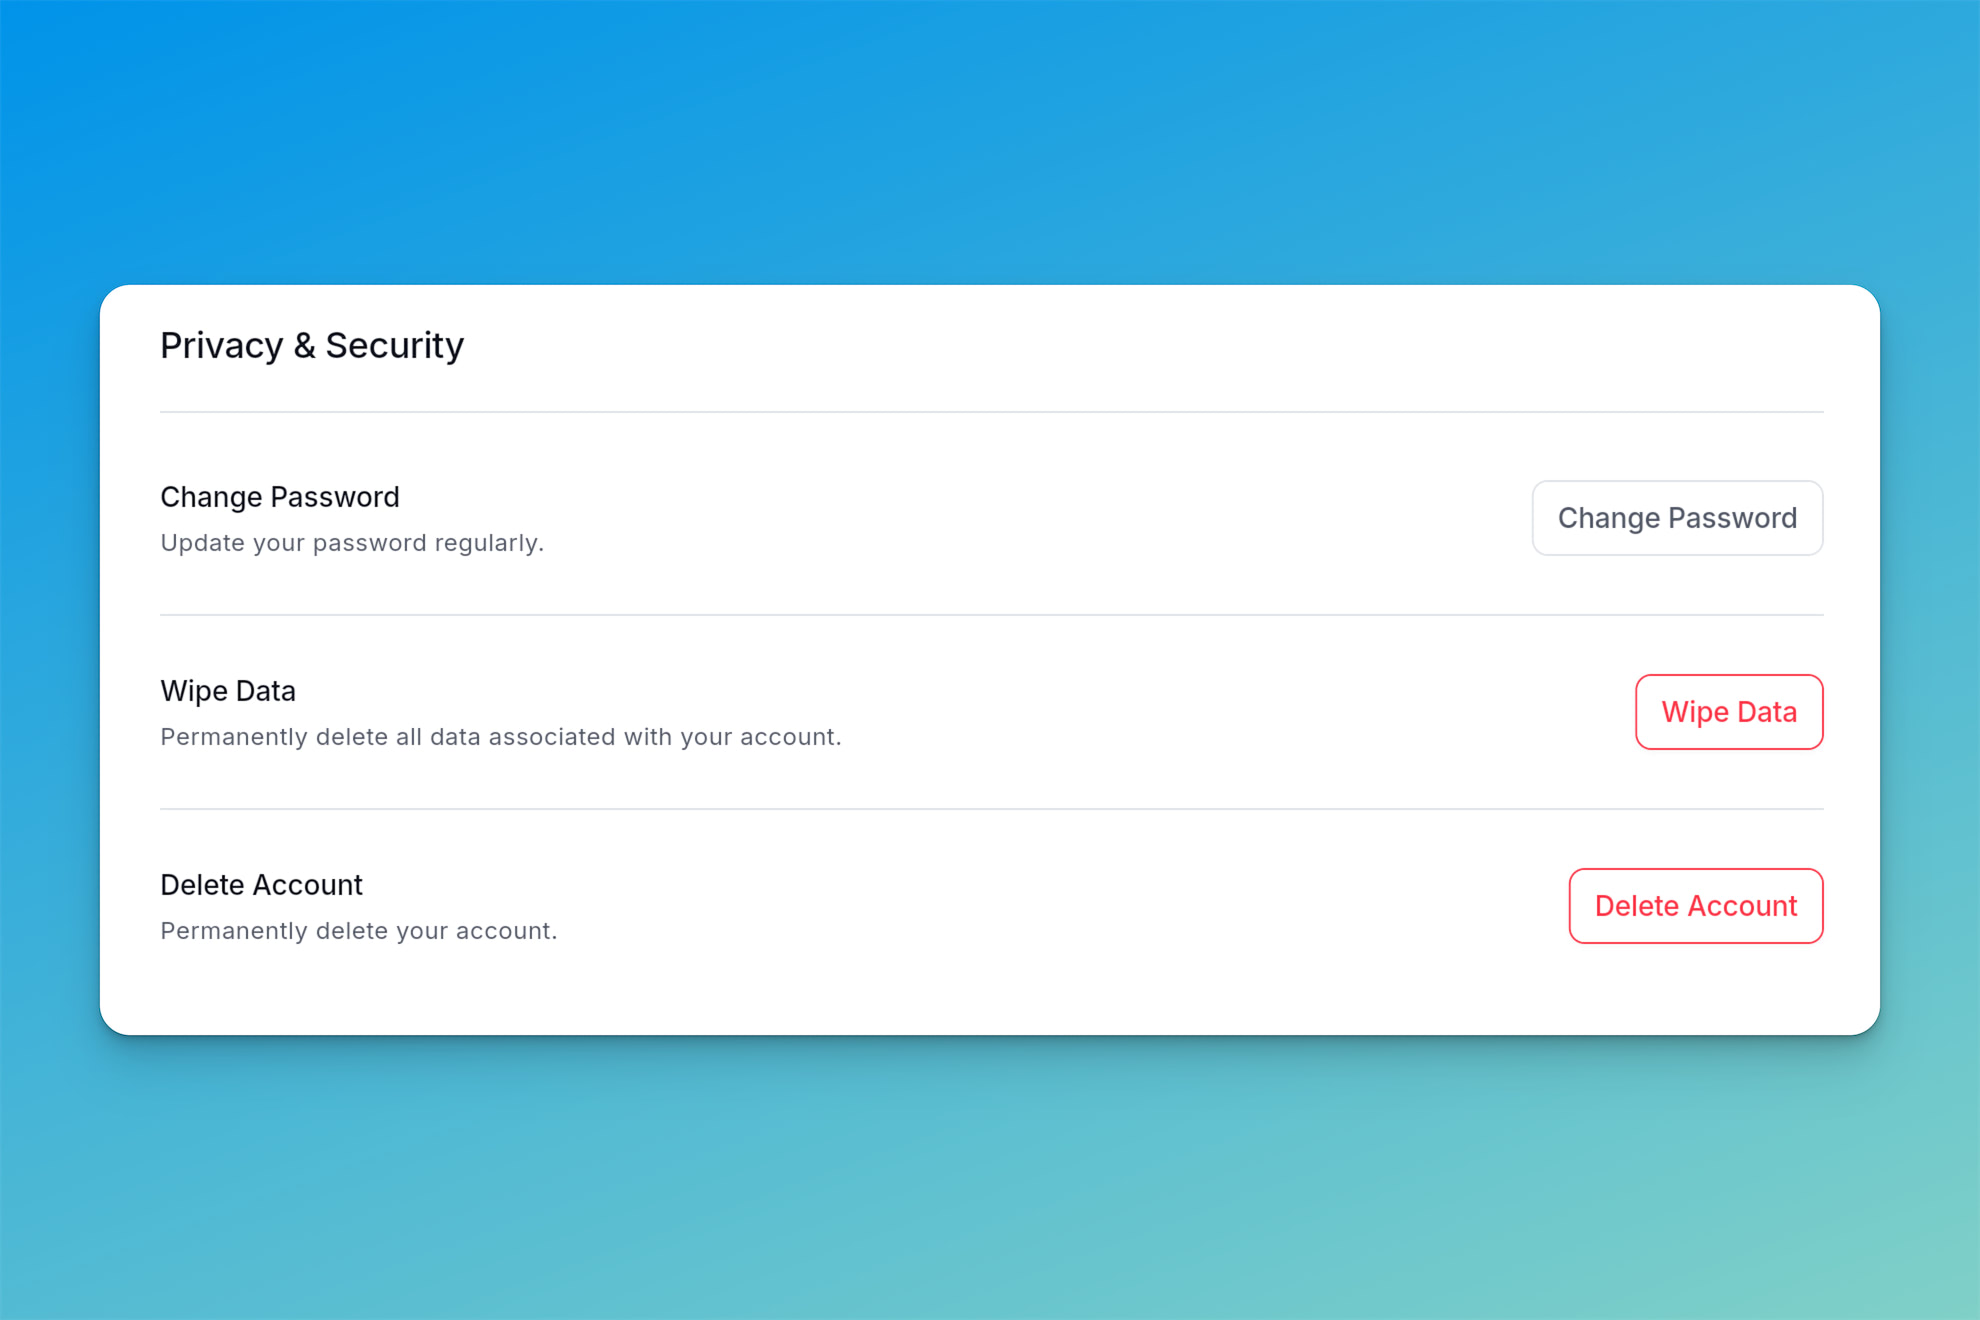 Privacy & Security
Change Password
Update your password regularly.
Change Password
Wipe Data
Permanently delete all data associated with your account.
Wipe Data
Delete Account
Permanently delete your account.
Delete Account